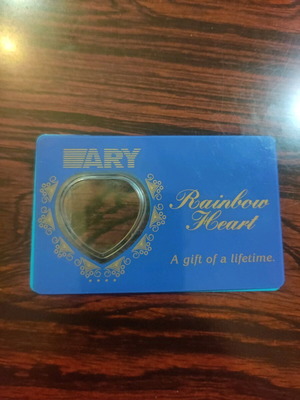 ARY
Rainbow
Heart
A gift of a lifetime.